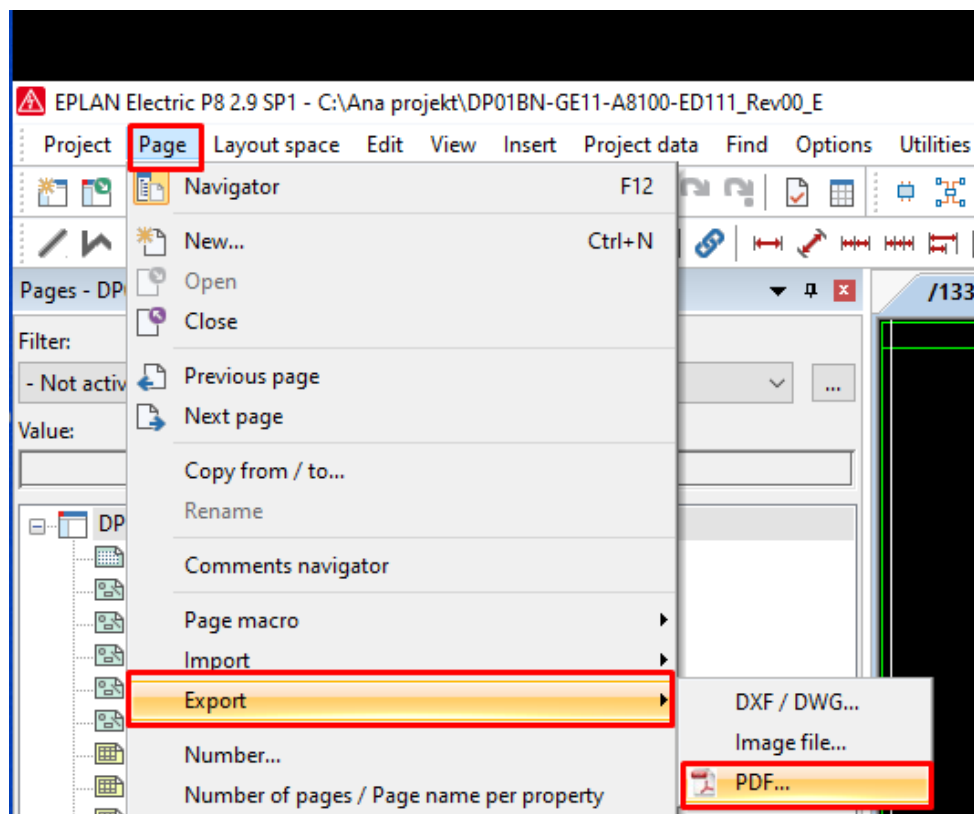 EPLAN Electric P8 2.9 SP1 - C:\Ana projekt\DP01BN-GE11-A8100-ED111_Rev00_E
Project Page Layout space Edit View Insert Project data Find Options Utilities
Navigator F12
New... Ctrl+N
Pages - DP
Open
/133
Close
Filter:
- Not activ
...
Previous page
Next page
Value:
Copy from / to...
Rename
DP
Comments navigator
Page macro
Import
Export
DXF / DWG...
Image file...
PDF...
Number...
Number of pages / Page name per property